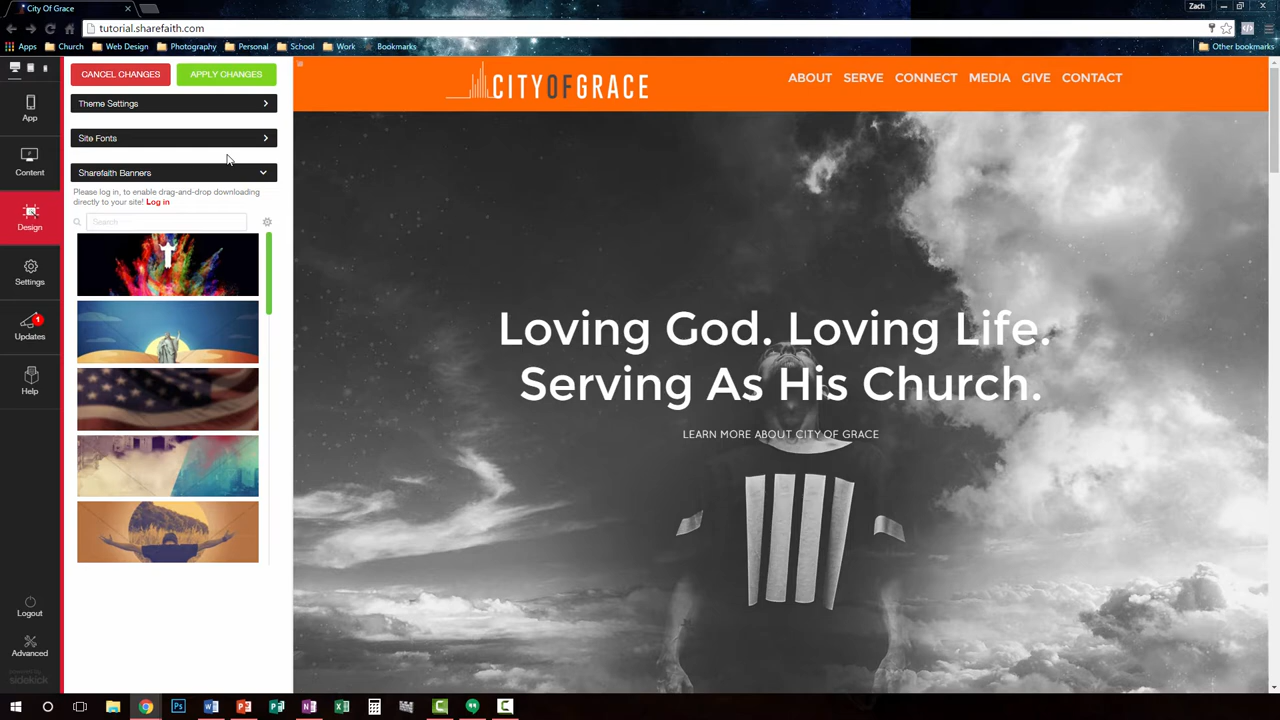 City Of Grace
Zach
tutorial.sharefaith.com
Apps Church Web Design Photography Personal School Work Bookmarks Other bookmarks
CANCEL CHANGES APPLY CHANGES
Theme Settings
Site Fonts
Sharefaith Banners
Please log in, to enable drag-and-drop downloading
directly to your site! Log in
Search
App
Content
Design
Settings
1
Updates
Help
Logout
Advanced
sidekick
CITYOFGRACE
ABOUT SERVE CONNECT MEDIA GIVE CONTACT
Loving God. Loving Life.
Serving As His Church.
LEARN MORE ABOUT CITY OF GRACE